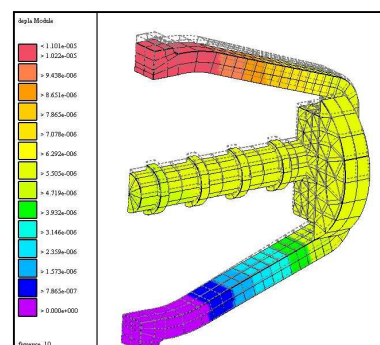 depla Module
< 1.101e-005
> 1.022e-005
> 9.438e-006
> 8.651e-006
> 7.865e-006
> 7.078e-006
> 6.292e-006
> 5.505e-006
> 4.719e-006
> 3.932e-006
> 3.146e-006
> 2.359e-006
> 1.573e-006
> 7.865e-007
> 0.000e+000